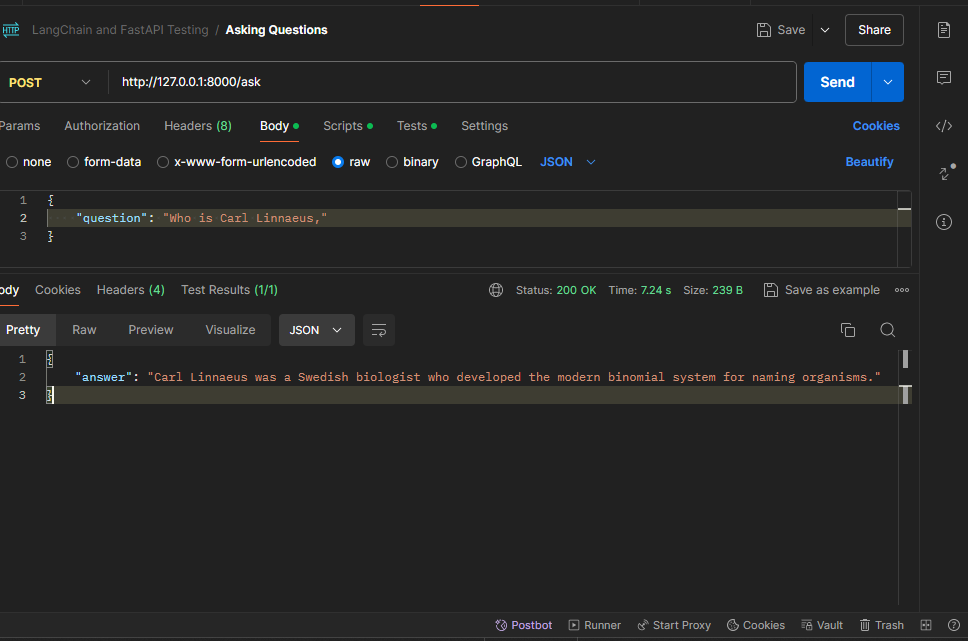 HTTP LangChain and FastAPI Testing / Asking Questions Save Share
POST http://127.0.0.1:8000/ask Send
Params Authorization Headers (8) Body Scripts Tests Settings Cookies
none form-data x-www-form-urlencoded raw binary GraphQL JSON Beautify
1 {
2 "question": "Who is Carl Linnaeus,"
3 }
ody Cookies Headers (4) Test Results (1/1) Status: 200 OK Time: 7.24 s Size: 239 B Save as example
Pretty Raw Preview Visualize JSON
1 {
2 "answer": "Carl Linnaeus was a Swedish biologist who developed the modern binomial system for naming organisms."
3 }
Postbot Runner Start Proxy Cookies Vault Trash